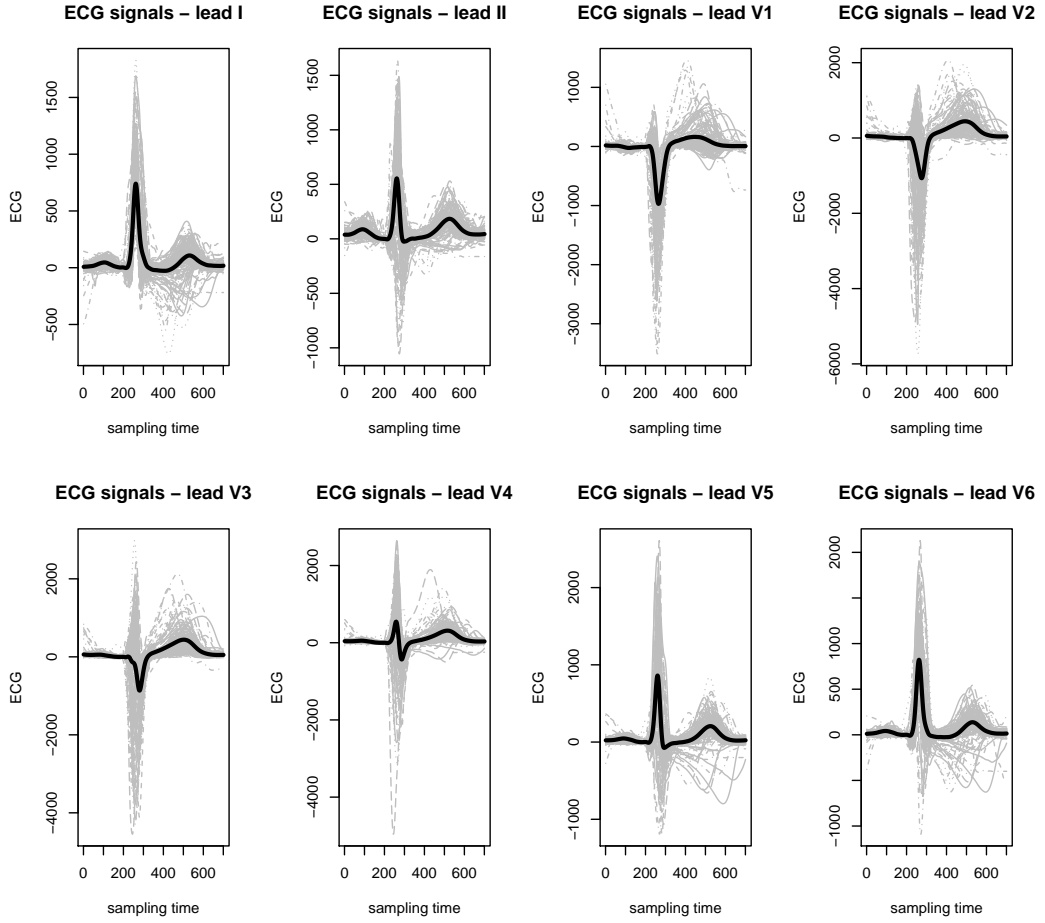 ECG signals − lead I
ECG
1500
1000
500
0
−500
0 200 400 600
sampling time
ECG signals − lead II
ECG
1500
1000
500
0
−500
−1000
0 200 400 600
sampling time
ECG signals − lead V1
ECG
1000
0
−1000
−2000
−3000
0 200 400 600
sampling time
ECG signals − lead V2
ECG
2000
0
−2000
−4000
−6000
0 200 400 600
sampling time
ECG signals − lead V3
ECG
2000
0
−2000
−4000
0 200 400 600
sampling time
ECG signals − lead V4
ECG
2000
0
−2000
−4000
0 200 400 600
sampling time
ECG signals − lead V5
ECG
2000
1000
0
−1000
0 200 400 600
sampling time
ECG signals − lead V6
ECG
2000
1000
500
0
−1000
0 200 400 600
sampling time